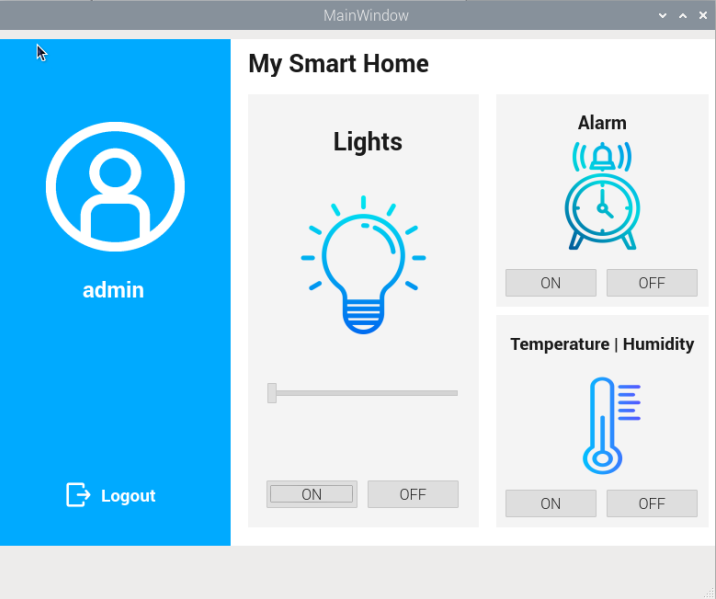 MainWindow
My Smart Home
Lights
ON
OFF
Alarm
ON
OFF
Temperature | Humidity
ON
OFF
admin
Logout